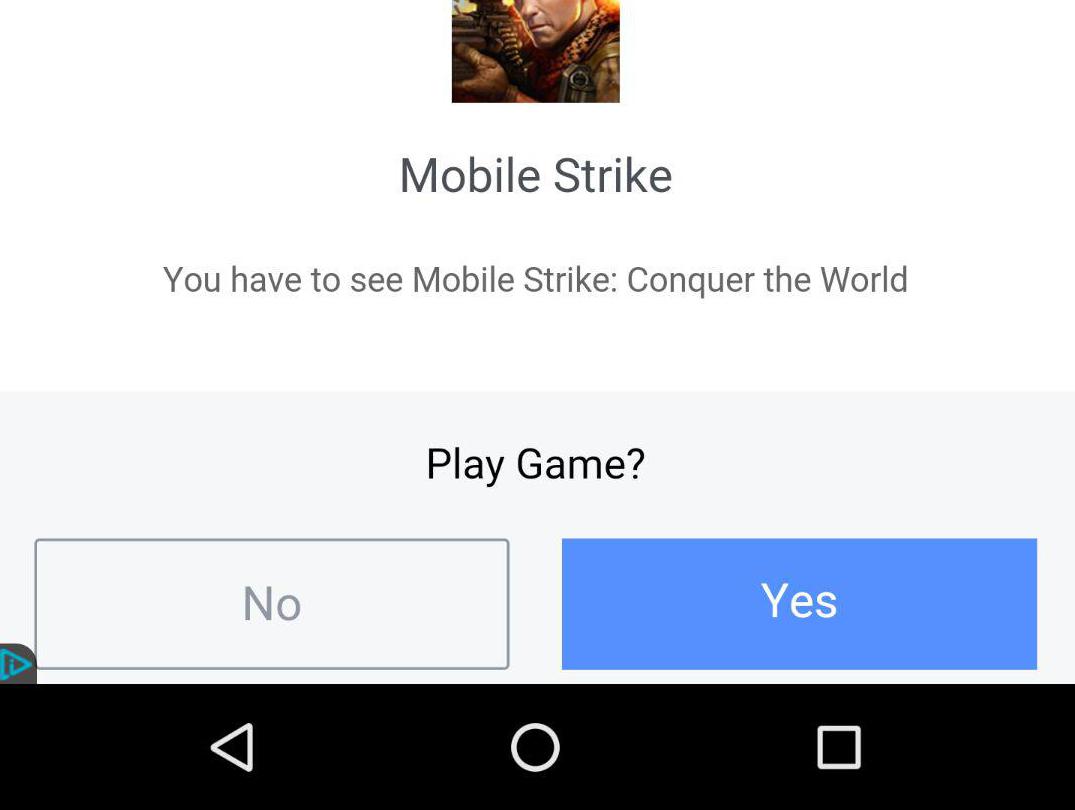 Mobile Strike
You have to see Mobile Strike: Conquer the World
Play Game?
No
Yes